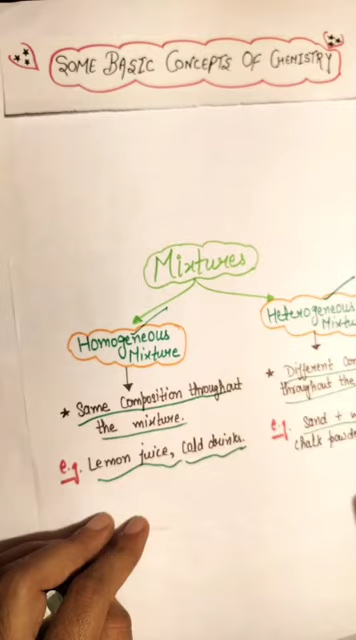 SOME BASIC CONCEPTS OF CHEMISTRY
Mixtures
Homogeneous
Mixture
* Same composition throughout
the mixture.
e.g. Lemon juice, cold drinks.
Heterogeneous
* Different
throughout the
e.g. Sand +
chalk